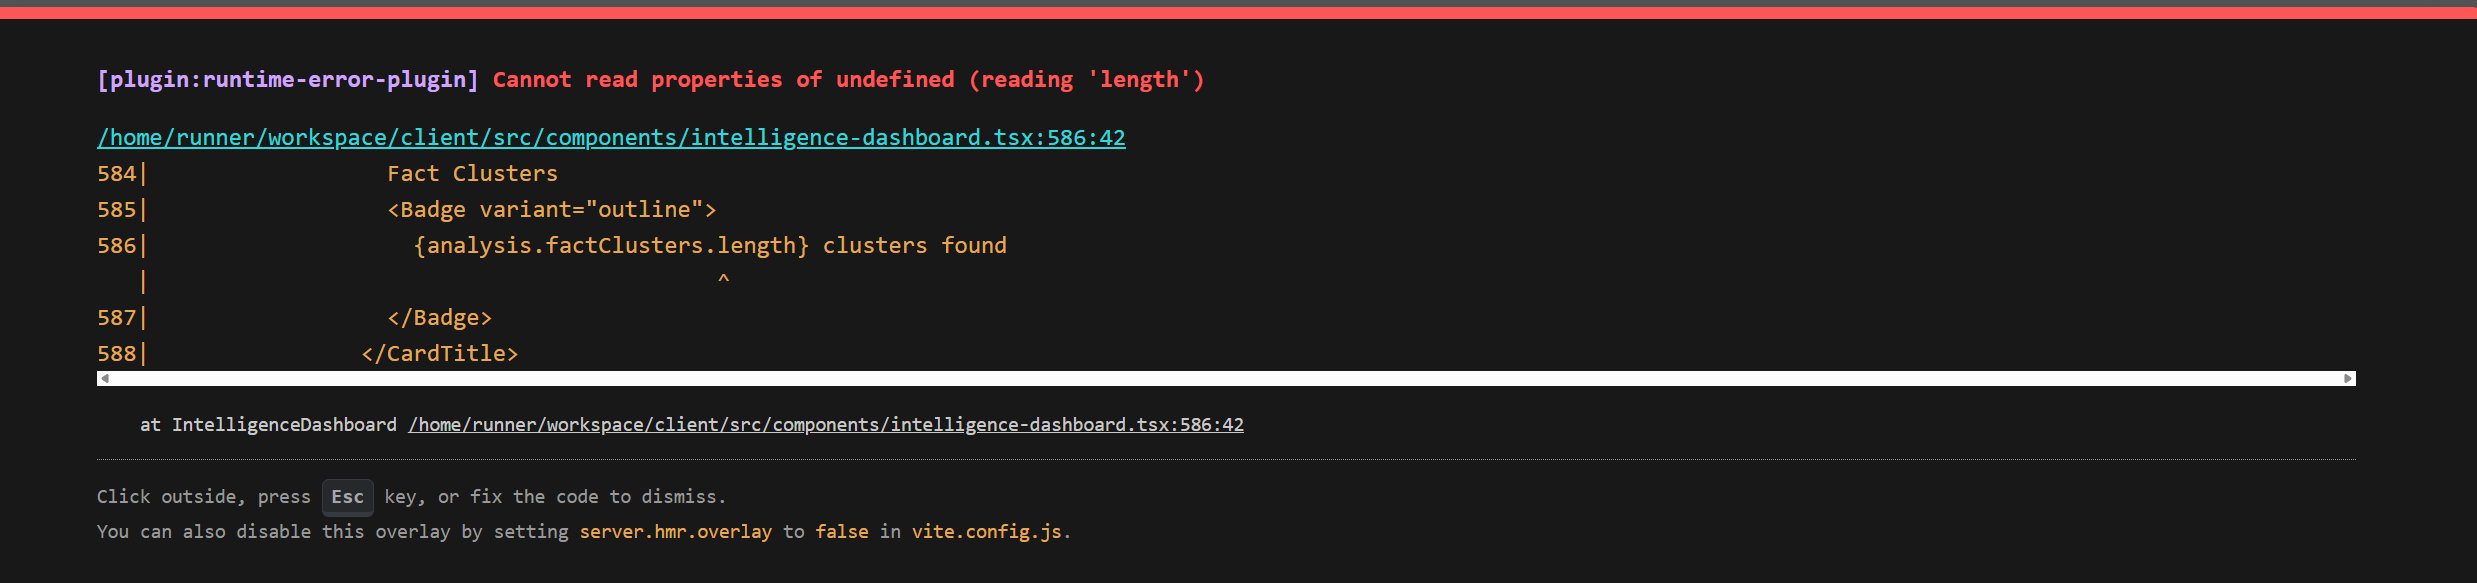 [plugin:runtime-error-plugin] Cannot read properties of undefined (reading 'length')
/home/runner/workspace/client/src/components/intelligence-dashboard.tsx:586:42
584|                  Fact Clusters
585|                  <Badge variant="outline">
586|                    {analysis.factClusters.length} clusters found
   |                                           ^
587|                  </Badge>
588|                </CardTitle>
at IntelligenceDashboard /home/runner/workspace/client/src/components/intelligence-dashboard.tsx:586:42
Click outside, press Esc key, or fix the code to dismiss.
You can also disable this overlay by setting server.hmr.overlay to false in vite.config.js.